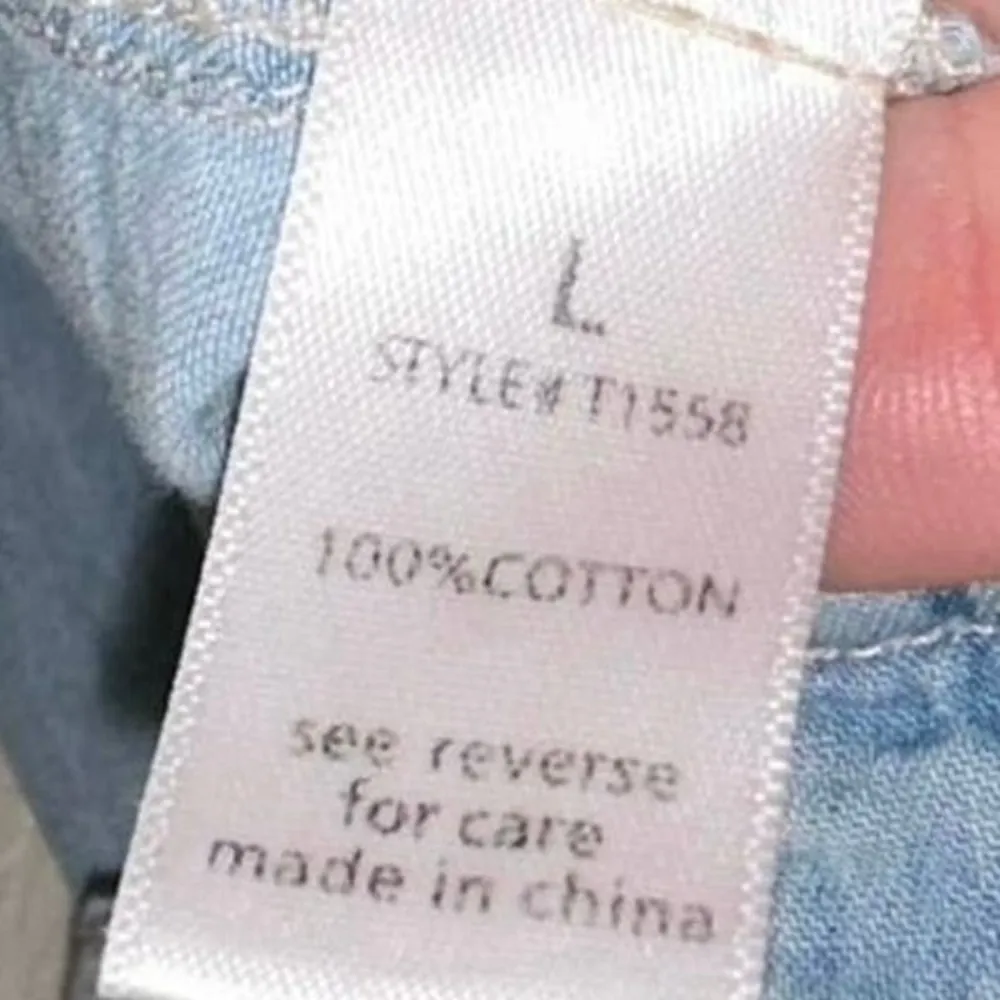 L
STYLE# T1558
100%COTTON
see reverse
for care
made in china